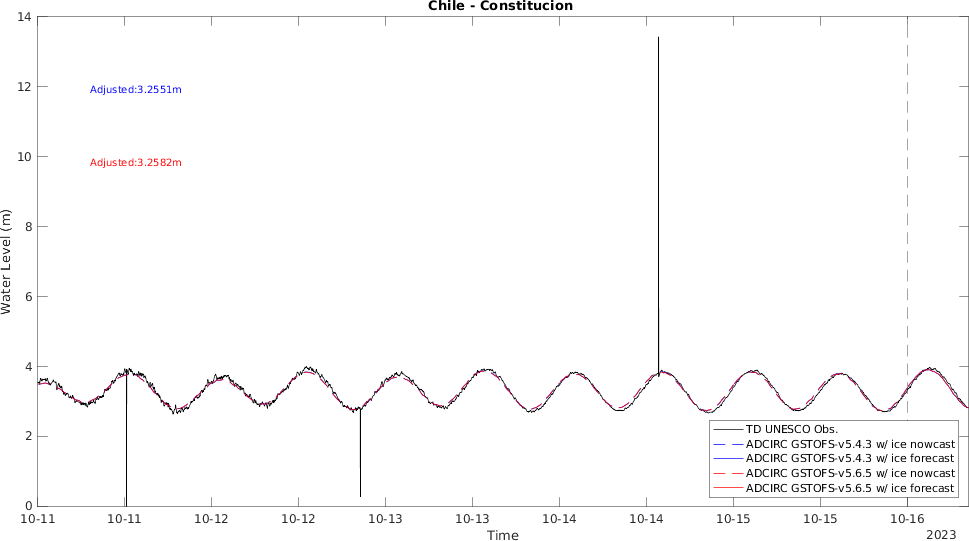 Chile - Constitucion
14
12
10
8
6
4
2
0
Water Level (m)
Adjusted:3.2551m
Adjusted:3.2582m
TD UNESCO Obs.
ADCIRC GSTOFS-v5.4.3 w/ ice nowcast
ADCIRC GSTOFS-v5.4.3 w/ ice forecast
ADCIRC GSTOFS-v5.6.5 w/ ice nowcast
ADCIRC GSTOFS-v5.6.5 w/ ice forecast
10-11 10-11 10-12 10-12 10-13 10-13 10-14 10-14 10-15 10-15 10-16
Time
2023